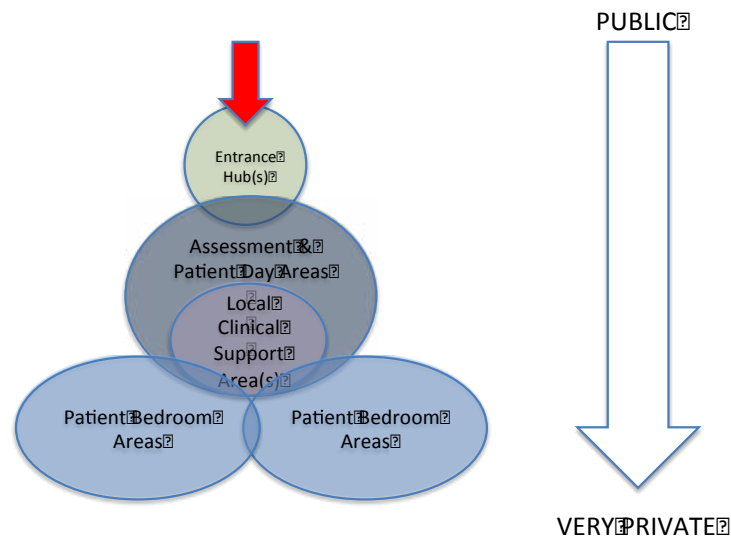 PUBLIC
Entrance
Hub(s)
Assessment &
Patient Day Areas
Local
Clinical
Support
Area(s)
Patient Bedroom
Areas
Patient Bedroom
Areas
VERY PRIVATE